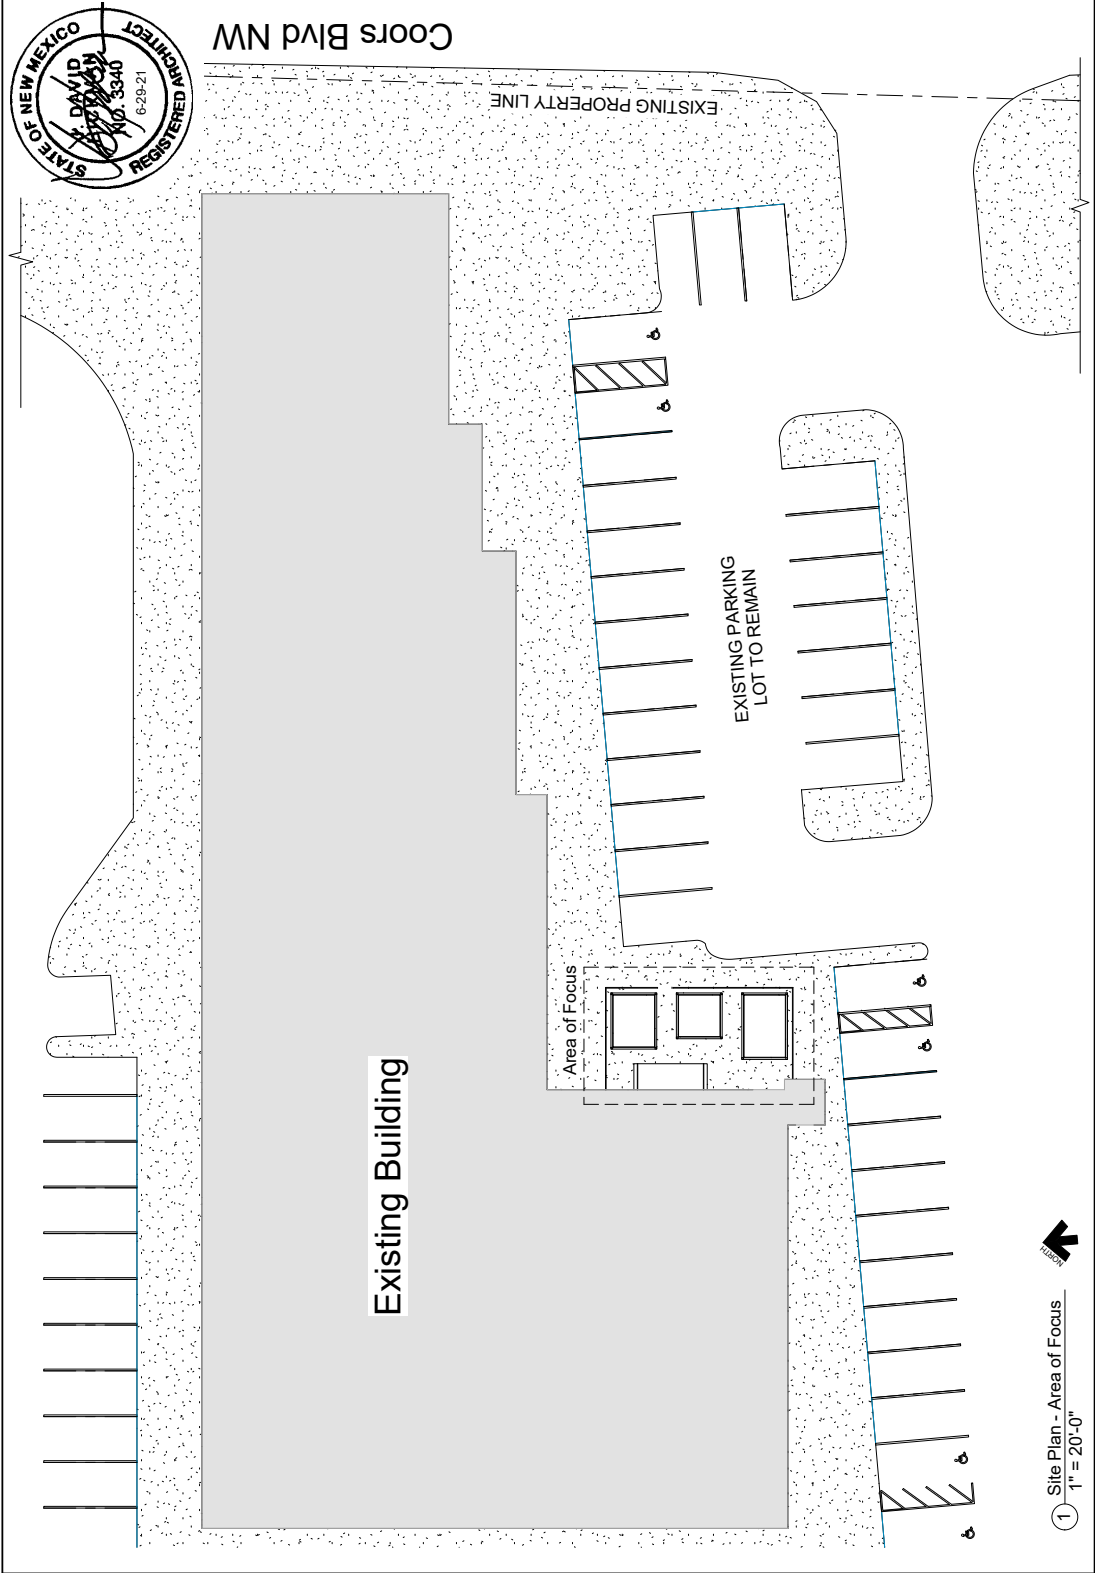 Coors Blvd NW
STATE OF NEW MEXICO
REGISTERED ARCHITECT
DAVID
NO. 3340
6-29-21
EXISTING PROPERTY LINE
EXISTING PARKING
LOT TO REMAIN
Area of Focus
Existing Building
NORTH
1
Site Plan - Area of Focus
1" = 20'-0"